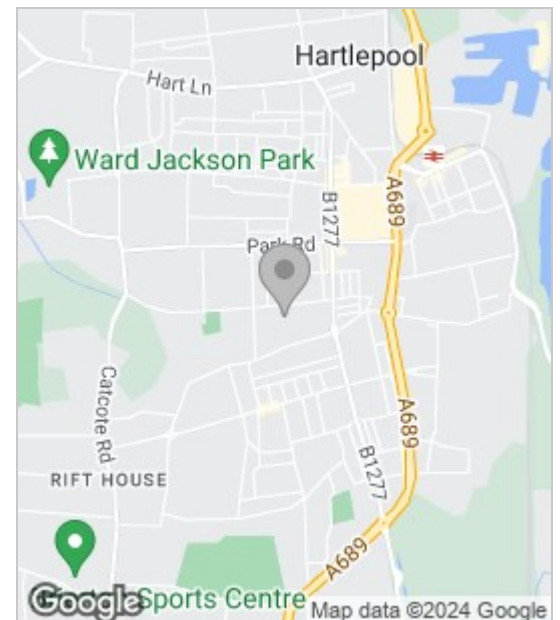 Hartlepool
Hart Ln
Ward Jackson Park
A689
B1277
Park Rd
Catcote Rd
A689
B1277
RIFT HOUSE
A689
Sports Centre
Google
Map data ©2024 Google